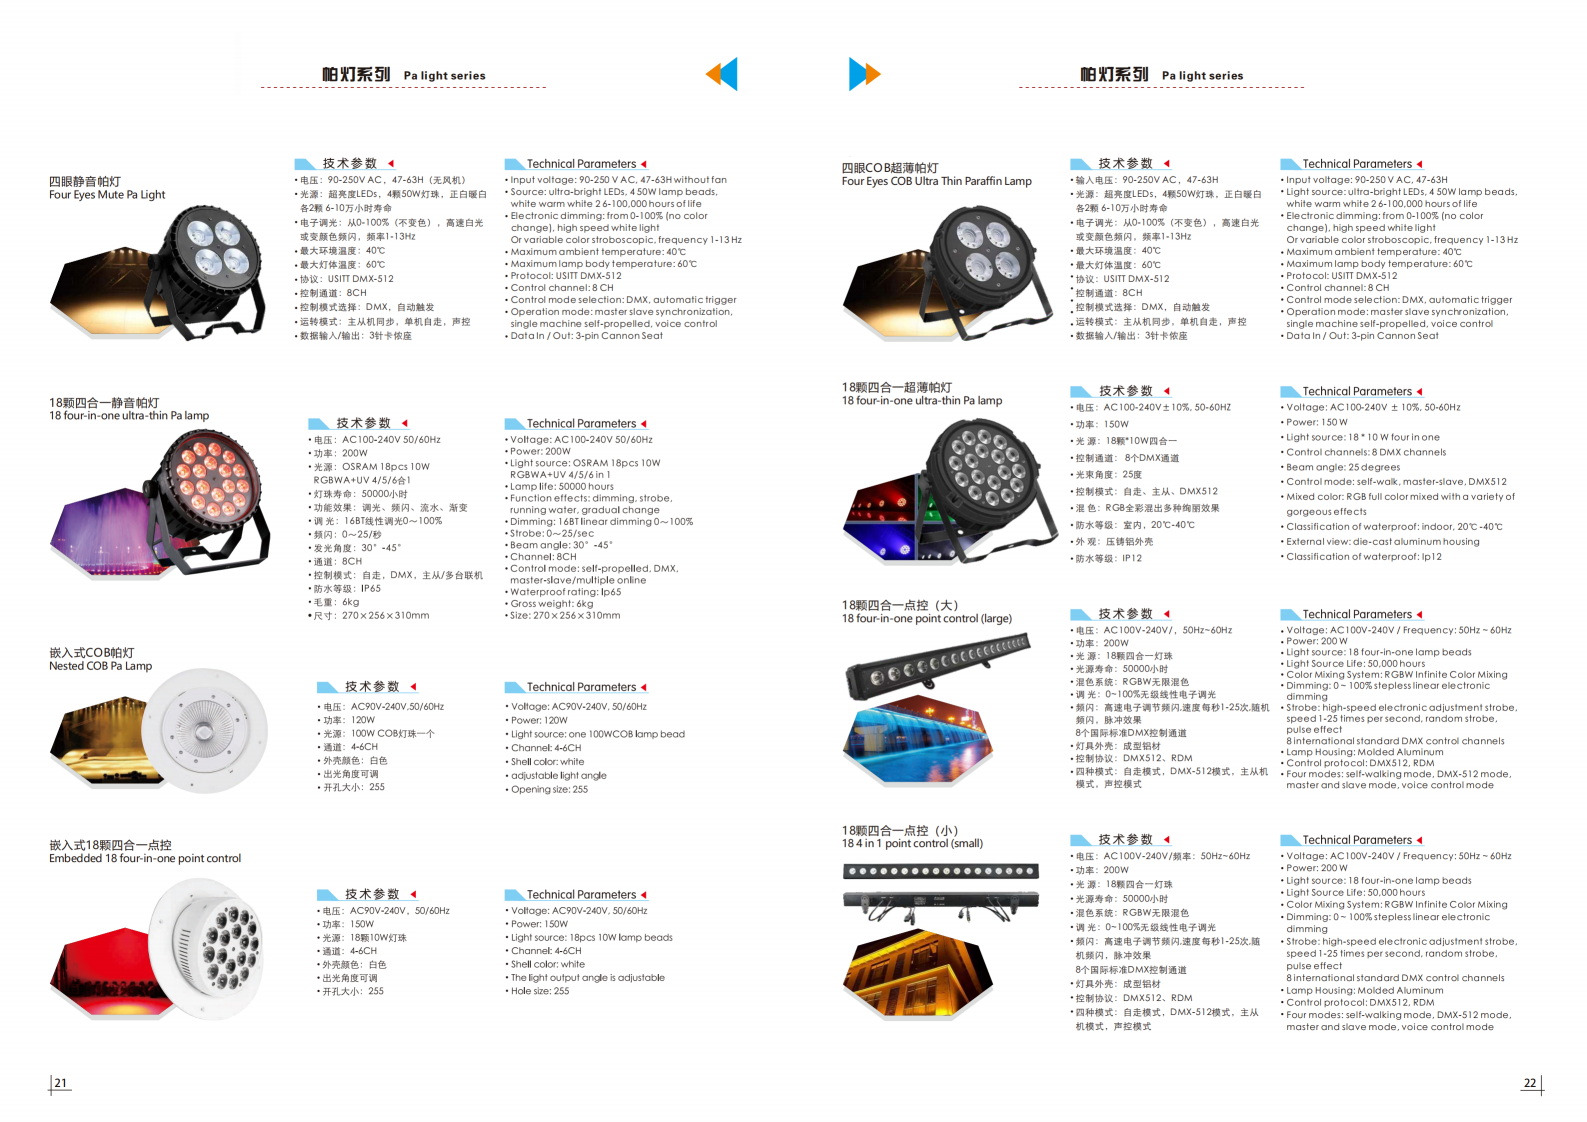 帕灯系列 Pa light series
四眼静音帕灯
Four Eyes Mute Pa Light
技术参数
• 电压：90-250V AC，47-63H（无风机）
• 光源：超亮度LEDs，4颗50W灯珠，正白暖白
各2颗 6-10万小时寿命
• 电子调光：从0-100%（不变色），高速白光
或变颜色频闪，频率1-13Hz
• 最大环境温度：40℃
• 最大灯体温度：60℃
• 协议：USITT DMX-512
• 控制通道：8CH
• 控制模式选择：DMX，自动触发
• 运转模式：主从机同步，单机自走，声控
• 数据输入/输出：3针卡侬座
Technical Parameters
• Input voltage: 90-250 V AC, 47-63H without fan
• Source: ultra-bright LEDs, 4 50W lamp beads,
white warm white 2 6-100,000 hours of life
• Electronic dimming: from 0-100% (no color
change), high speed white light
Or variable color stroboscopic, frequency 1-13 Hz
• Maximum ambient temperature: 40℃
• Maximum lamp body temperature: 60℃
• Protocol: USITT DMX-512
• Control channel: 8 CH
• Control mode selection: DMX, automatic trigger
• Operation mode: master slave synchronization,
single machine self-propelled, voice control
• Data In / Out: 3-pin Cannon Seat
18颗四合一静音帕灯
18 four-in-one ultra-thin Pa lamp
技术参数
• 电压：AC100-240V 50/60Hz
• 功率：200W
• 光源：OSRAM 18pcs 10W
RGBWA+UV 4/5/6合1
• 灯珠寿命：50000小时
• 功能效果：调光、频闪、流水、渐变
• 调 光：16BT线性调光0～100%
• 频闪：0～25/秒
• 发光角度：30°-45°
• 通道：8CH
• 控制模式：自走，DMX，主从/多台联机
• 防水等级：IP65
• 毛重：6kg
• 尺寸：270×256×310mm
Technical Parameters
• Voltage: AC100-240V 50/60Hz
• Power: 200W
• Light source: OSRAM 18pcs 10W
RGBWA+UV 4/5/6 in 1
• Lamp life: 50000 hours
• Function effects: dimming, strobe,
running water, gradual change
• Dimming: 16BT linear dimming 0～100%
• Strobe: 0～25/sec
• Beam angle: 30°-45°
• Channel: 8CH
• Control mode: self-propelled, DMX,
master-slave/multiple online
• Waterproof rating: Ip65
• Gross weight: 6kg
• Size: 270×256×310mm
嵌入式COB帕灯
Nested COB Pa Lamp
技术参数
• 电压：AC90V-240V,50/60Hz
• 功率：120W
• 光源：100W COB灯珠一个
• 通道：4-6CH
• 外壳颜色：白色
• 出光角度可调
• 开孔大小：255
Technical Parameters
• Voltage: AC90V-240V, 50/60Hz
• Power: 120W
• Light source: one 100WCOB lamp bead
• Channel: 4-6CH
• Shell color: white
• adjustable light angle
• Opening size: 255
嵌入式18颗四合一点控
Embedded 18 four-in-one point control
技术参数
• 电压：AC90V-240V，50/60Hz
• 功率：150W
• 光源：18颗10W灯珠
• 通道：4-6CH
• 外壳颜色：白色
• 出光角度可调
• 开孔大小：255
Technical Parameters
• Voltage: AC90V-240V, 50/60Hz
• Power: 150W
• Light source: 18pcs 10W lamp beads
• Channel: 4-6CH
• Shell color: white
• The light output angle is adjustable
• Hole size: 255
21
帕灯系列 Pa light series
四眼COB超薄帕灯
Four Eyes COB Ultra Thin Paraffin Lamp
技术参数
• 输入电压：90-250V AC，47-63H
• 光源：超亮度LEDs，4颗50W灯珠，正白暖白
各2颗 6-10万小时寿命
• 电子调光：从0-100%（不变色），高速白光
或变颜色频闪，频率1-13Hz
• 最大环境温度：40℃
• 最大灯体温度：60℃
• 协议：USITT DMX-512
• 控制通道：8CH
• 控制模式选择：DMX，自动触发
• 运转模式：主从机同步，单机自走，声控
• 数据输入/输出：3针卡侬座
Technical Parameters
• Input voltage: 90-250 V AC, 47-63H
• Light source: ultra-bright LEDs, 4 50W lamp beads,
white warm white 2 6-100,000 hours of life
• Electronic dimming: from 0-100% (no color
change), high speed white light
Or variable color stroboscopic, frequency 1-13 Hz
• Maximum ambient temperature: 40℃
• Maximum lamp body temperature: 60℃
• Protocol: USITT DMX-512
• Control channel: 8 CH
• Control mode selection: DMX, automatic trigger
• Operation mode: master slave synchronization,
single machine self-propelled, voice control
• Data In / Out: 3-pin Cannon Seat
18颗四合一超薄帕灯
18 four-in-one ultra-thin Pa lamp
技术参数
• 电压：AC100-240V±10%, 50-60HZ
• 功率：150W
• 光 源：18颗*10W四合一
• 控制通道： 8个DMX通道
• 光束角度：25度
• 控制模式：自走、主从、DMX512
• 混 色：RGB全彩混出多种绚丽效果
• 防水等级：室内，20℃-40℃
• 外 观：压铸铝外壳
• 防水等级：IP12
Technical Parameters
• Voltage: AC100-240V ± 10%, 50-60Hz
• Power: 150 W
• Light source: 18 * 10 W four in one
• Control channels: 8 DMX channels
• Beam angle: 25 degrees
• Control mode: self-walk, master-slave, DMX512
• Mixed color: RGB full color mixed with a variety of
gorgeous effects
• Classification of waterproof: indoor, 20℃ -40℃
• External view: die-cast aluminum housing
• Classification of waterproof: Ip12
18颗四合一点控（大）
18 four-in-one point control (large)
技术参数
• 电压：AC100V-240V/，50Hz~60Hz
• 功率：200W
• 光 源：18颗四合一灯珠
• 光源寿命：50000小时
• 混色系统：RGBW无限混色
• 调 光：0~100%无级线性电子调光
• 频闪：高速电子调节频闪,速度每秒1-25次,随机
频闪，脉冲效果
8个国际标准DMX控制通道
• 灯具外壳：成型铝材
• 控制协议：DMX512、RDM
• 四种模式：自走模式，DMX-512模式，主从机
模式，声控模式
Technical Parameters
• Voltage: AC100V-240V / Frequency: 50Hz ~ 60Hz
• Power: 200 W
• Light source: 18 four-in-one lamp beads
• Light Source Life: 50,000 hours
• Color Mixing System: RGBW Infinite Color Mixing
• Dimming: 0 ~ 100% stepless linear electronic
dimming
• Strobe: high-speed electronic adjustment strobe,
speed 1-25 times per second, random strobe,
pulse effect
8 international standard DMX control channels
• Lamp Housing: Molded Aluminum
• Control protocol: DMX512, RDM
• Four modes: self-walking mode, DMX-512 mode,
master and slave mode, voice control mode
18颗四合一点控（小）
18 4 in 1 point control (small)
技术参数
• 电压：AC100V-240V/频率：50Hz~60Hz
• 功率：200W
• 光 源：18颗四合一灯珠
• 光源寿命：50000小时
• 混色系统：RGBW无限混色
• 调 光：0~100%无级线性电子调光
• 频闪：高速电子调节频闪,速度每秒1-25次,随
机频闪，脉冲效果
8个国际标准DMX控制通道
• 灯具外壳：成型铝材
• 控制协议：DMX512、RDM
• 四种模式：自走模式，DMX-512模式，主从
机模式，声控模式
Technical Parameters
• Voltage: AC100V-240V / Frequency: 50Hz ~ 60Hz
• Power: 200 W
• Light source: 18 four-in-one lamp beads
• Light Source Life: 50,000 hours
• Color Mixing System: RGBW Infinite Color Mixing
• Dimming: 0 ~ 100% stepless linear electronic
dimming
• Strobe: high-speed electronic adjustment strobe,
speed 1-25 times per second, random strobe,
pulse effect
8 international standard DMX control channels
• Lamp Housing: Molded Aluminum
• Control protocol: DMX512, RDM
• Four modes: self-walking mode, DMX-512 mode,
master and slave mode, voice control mode
22